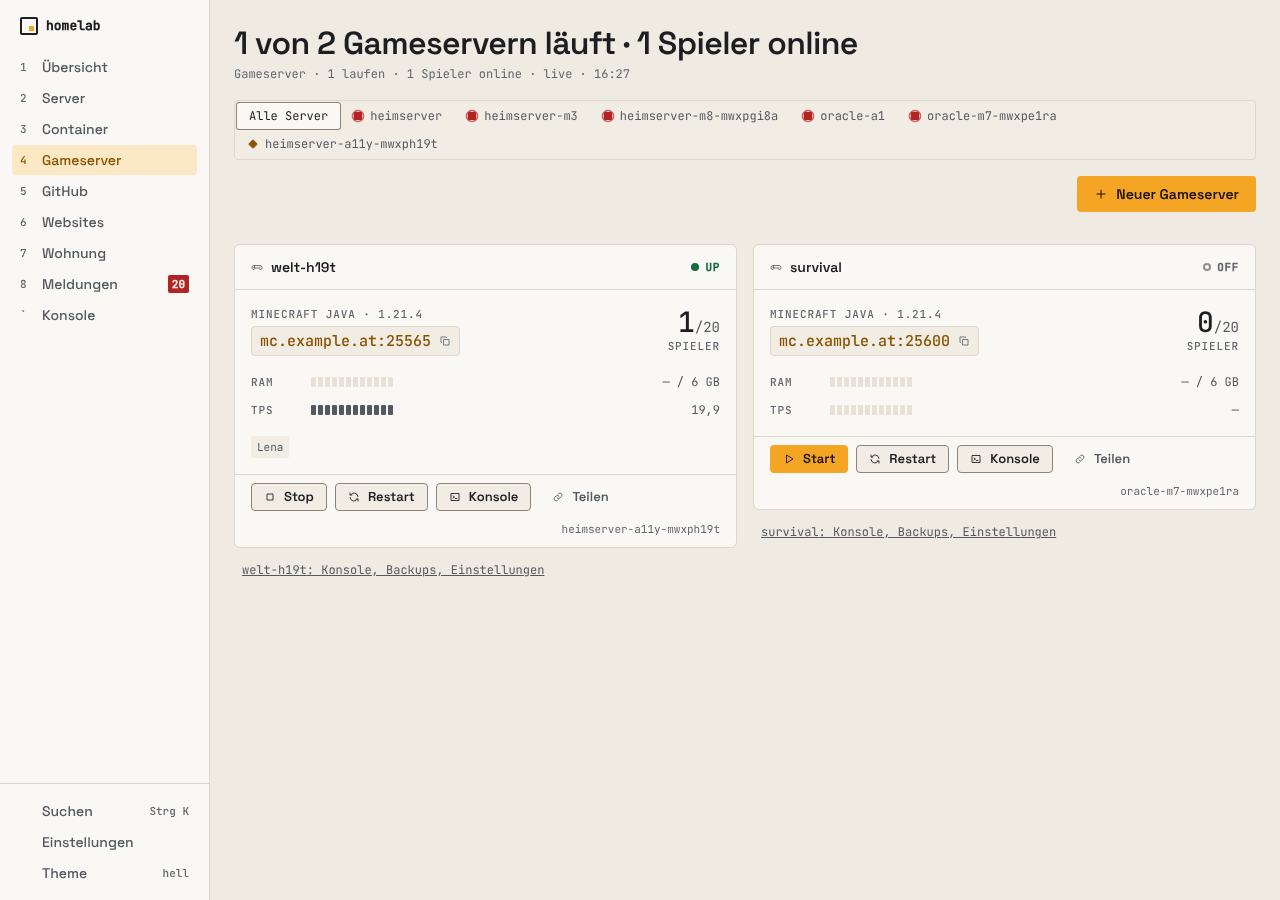 homelab
1 Übersicht
2 Server
3 Container
4 Gameserver
5 GitHub
6 Websites
7 Wohnung
8 Meldungen 20
` Konsole
Suchen Strg K
Einstellungen
Theme hell
1 von 2 Gameservern läuft · 1 Spieler online
Gameserver · 1 laufen · 1 Spieler online · live · 16:27
Alle Server heimserver heimserver-m3 heimserver-m8-mwxpgi8a oracle-a1 oracle-m7-mwxpe1ra
heimserver-a11y-mwxph19t
+ Neuer Gameserver
welt-h19t UP
MINECRAFT JAVA · 1.21.4
mc.example.at:25565
1/20
SPIELER
RAM — / 6 GB
TPS 19,9
Lena
Stop Restart Konsole Teilen
heimserver-a11y-mwxph19t
welt-h19t: Konsole, Backups, Einstellungen
survival OFF
MINECRAFT JAVA · 1.21.4
mc.example.at:25600
0/20
SPIELER
RAM — / 6 GB
TPS —
Start Restart Konsole Teilen
oracle-m7-mwxpe1ra
survival: Konsole, Backups, Einstellungen